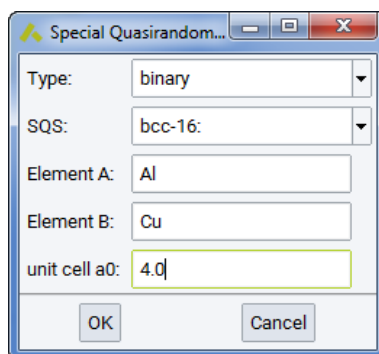 Special Quasirandom...
Type: binary
SQS: bcc-16:
Element A: Al
Element B: Cu
unit cell a0: 4.0
OK Cancel